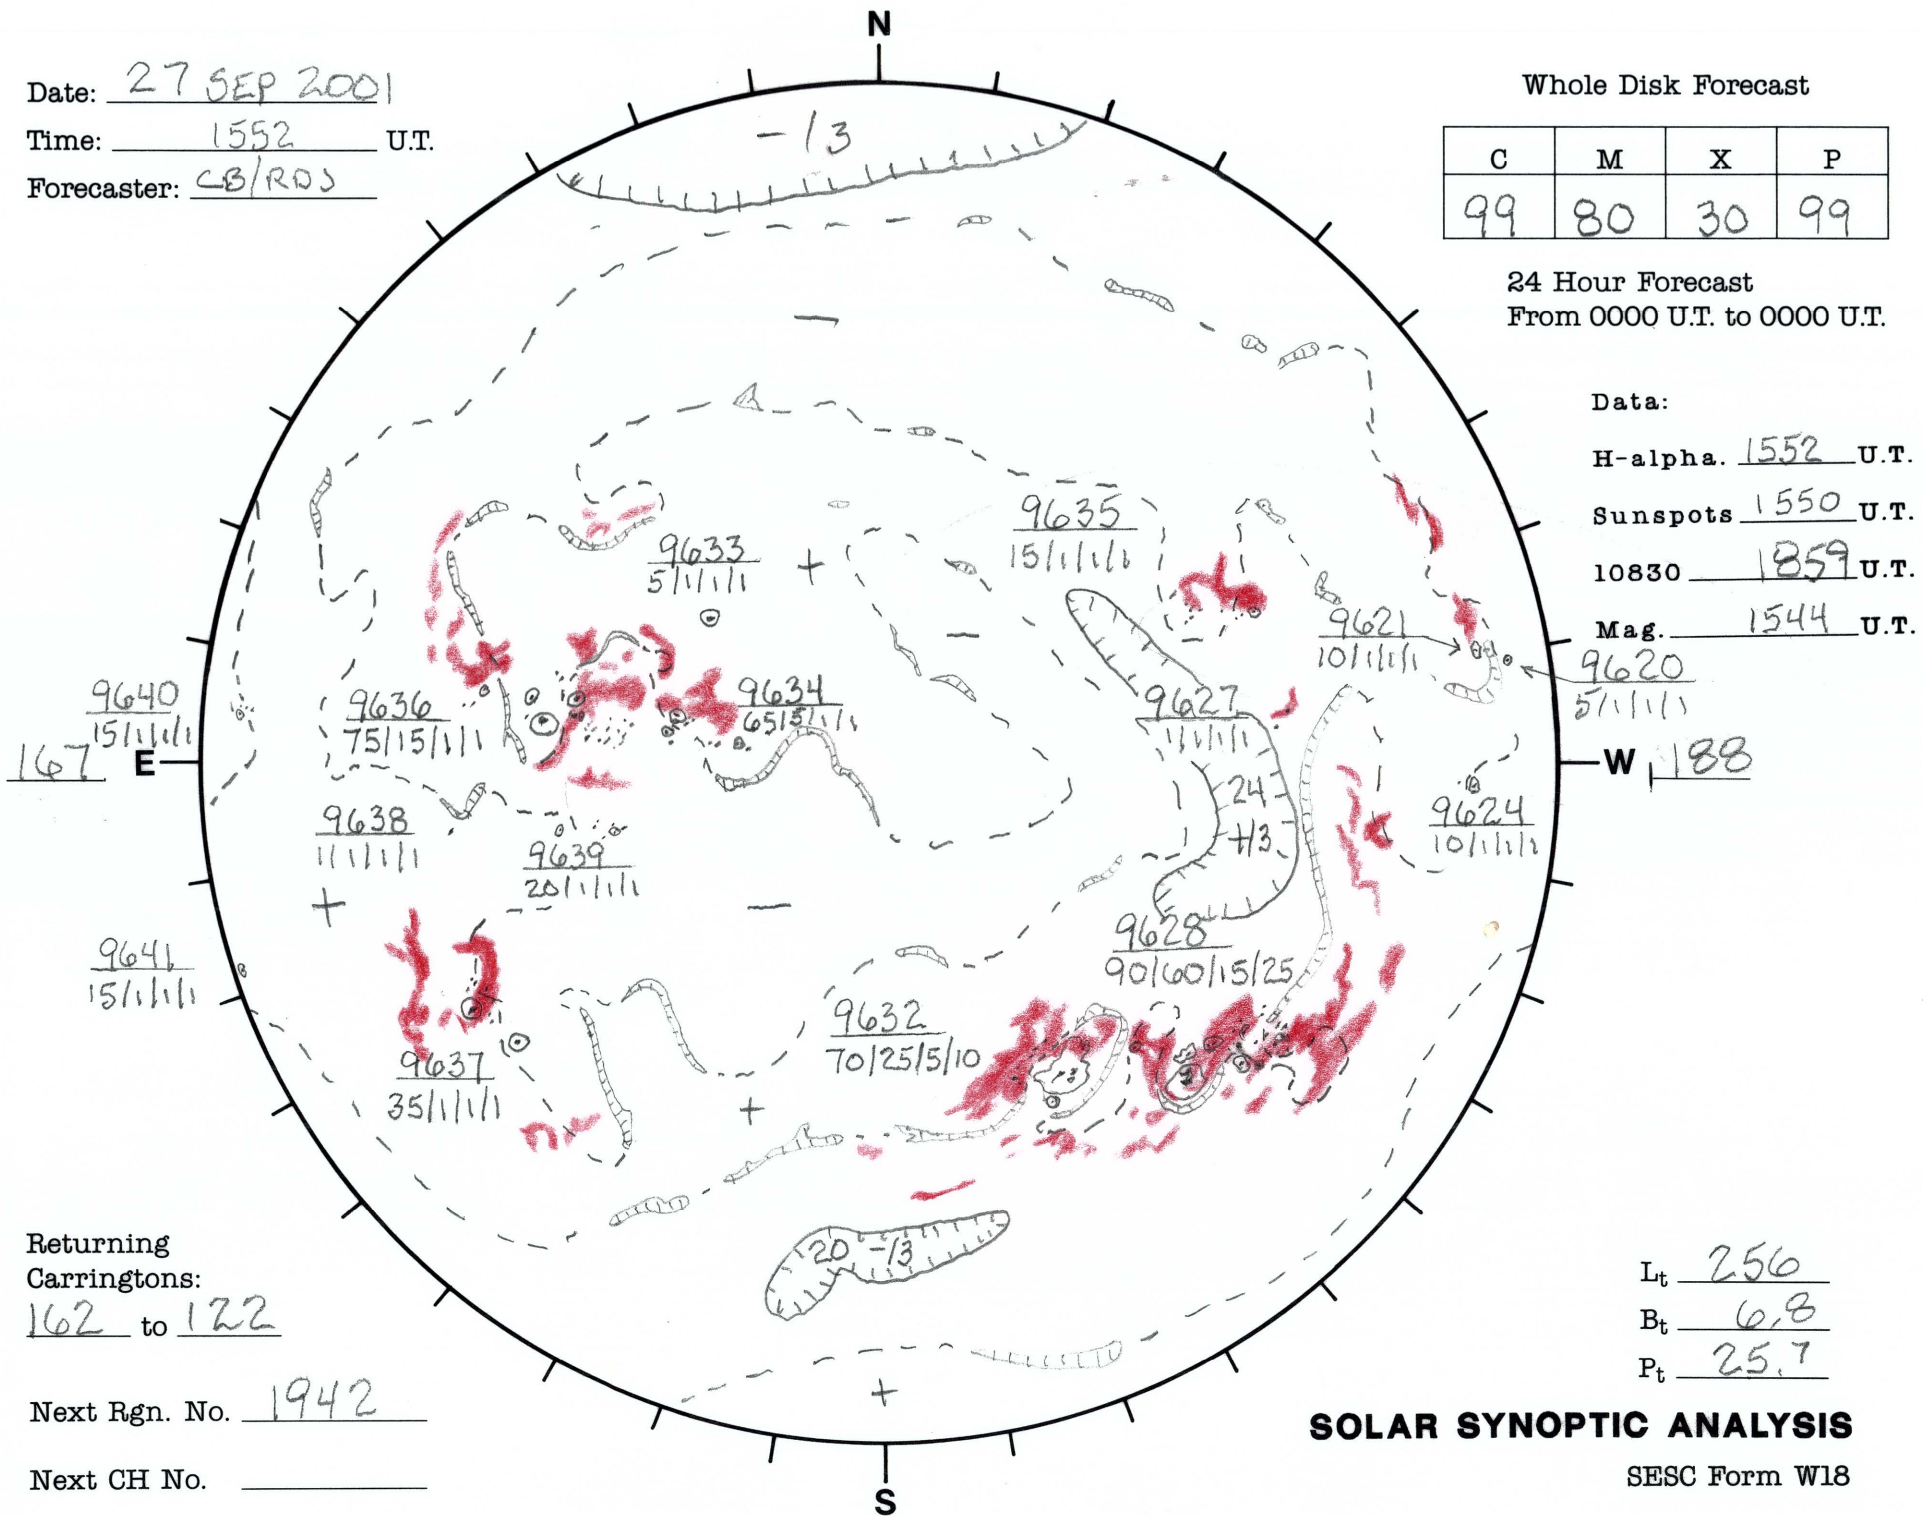 N
Date: 27 SEP 2001
Time: 1552 U.T.
Forecaster: CB/RDJ
Whole Disk Forecast
C M X P
99 80 30 99
24 Hour Forecast
From 0000 U.T. to 0000 U.T.
Data:
H-alpha. 1552 U.T.
Sunspots 1550 U.T.
10830 1859 U.T.
Mag. 1544 U.T.
-/3
9635
15/1/1/1
9633
5/1/1/1
9621
10/1/1/1
9620
5/1/1/1
9640
15/1/1/1
9636
75/15/1/1
9634
65/5/1/1
9627
1/1/1/1
167 E
W 188
24
+/3
9638
1/1/1/1
9639
20/1/1/1
9624
10/1/1/1
9641
15/1/1/1
9628
90/60/15/25
9632
70/25/5/10
9637
35/1/1/1
20 -/3
Returning
Carringtons:
162 to 122
Next Rgn. No. 1942
Next CH No.
Lt 256
Bt 6.8
Pt 25.7
SOLAR SYNOPTIC ANALYSIS
SESC Form W18
S